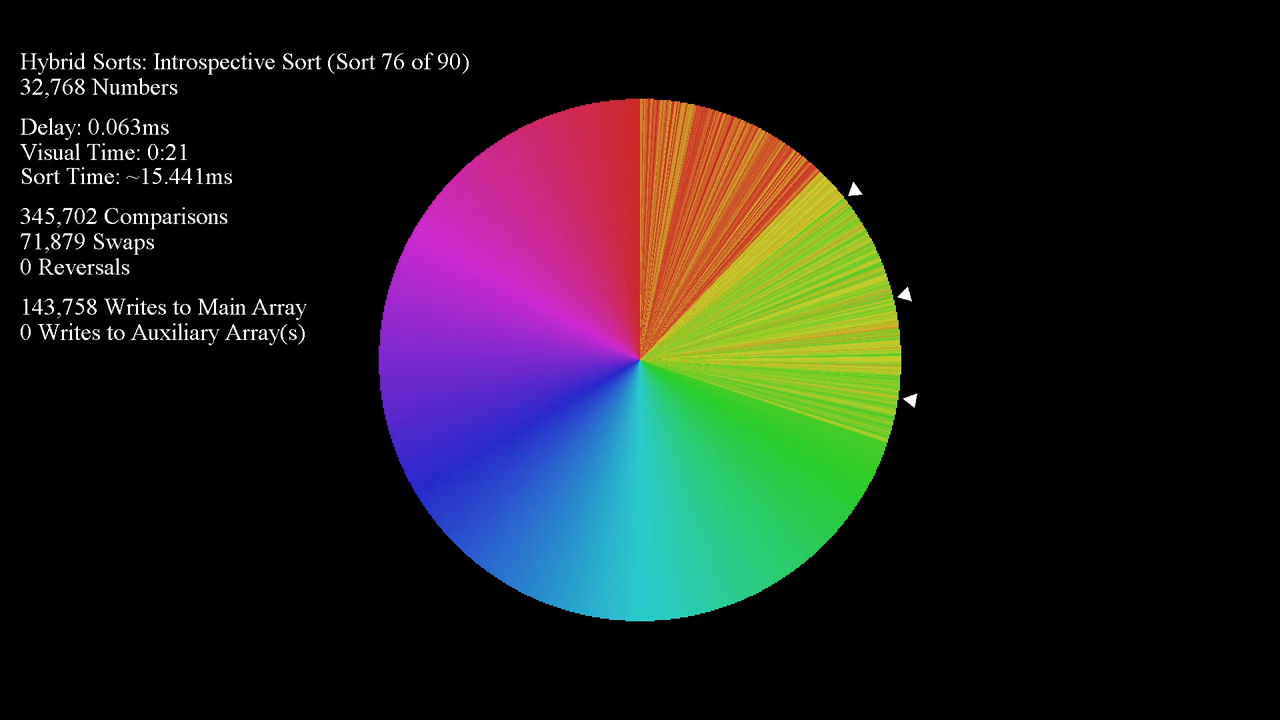 Hybrid Sorts: Introspective Sort (Sort 76 of 90)
32,768 Numbers
Delay: 0.063ms
Visual Time: 0:21
Sort Time: ~15.441ms
345,702 Comparisons
71,879 Swaps
0 Reversals
143,758 Writes to Main Array
0 Writes to Auxiliary Array(s)